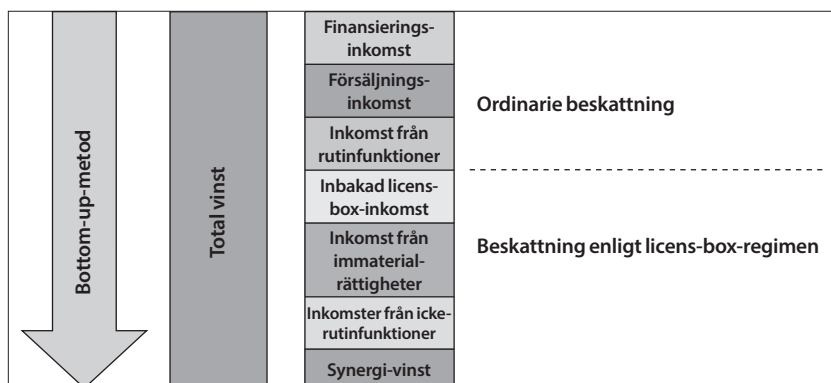 Bottom-up-metod
Total vinst
Finansierings-
inkomst
Försäljnings-
inkomst
Inkomst från
rutinfunktioner
Inbakad licens-
box-inkomst
Inkomst från
immaterial-
rättigheter
Inkomster från icke-
rutinfunktioner
Synergi-vinst
Ordinarie beskattning
Beskattning enligt licens-box-regimen